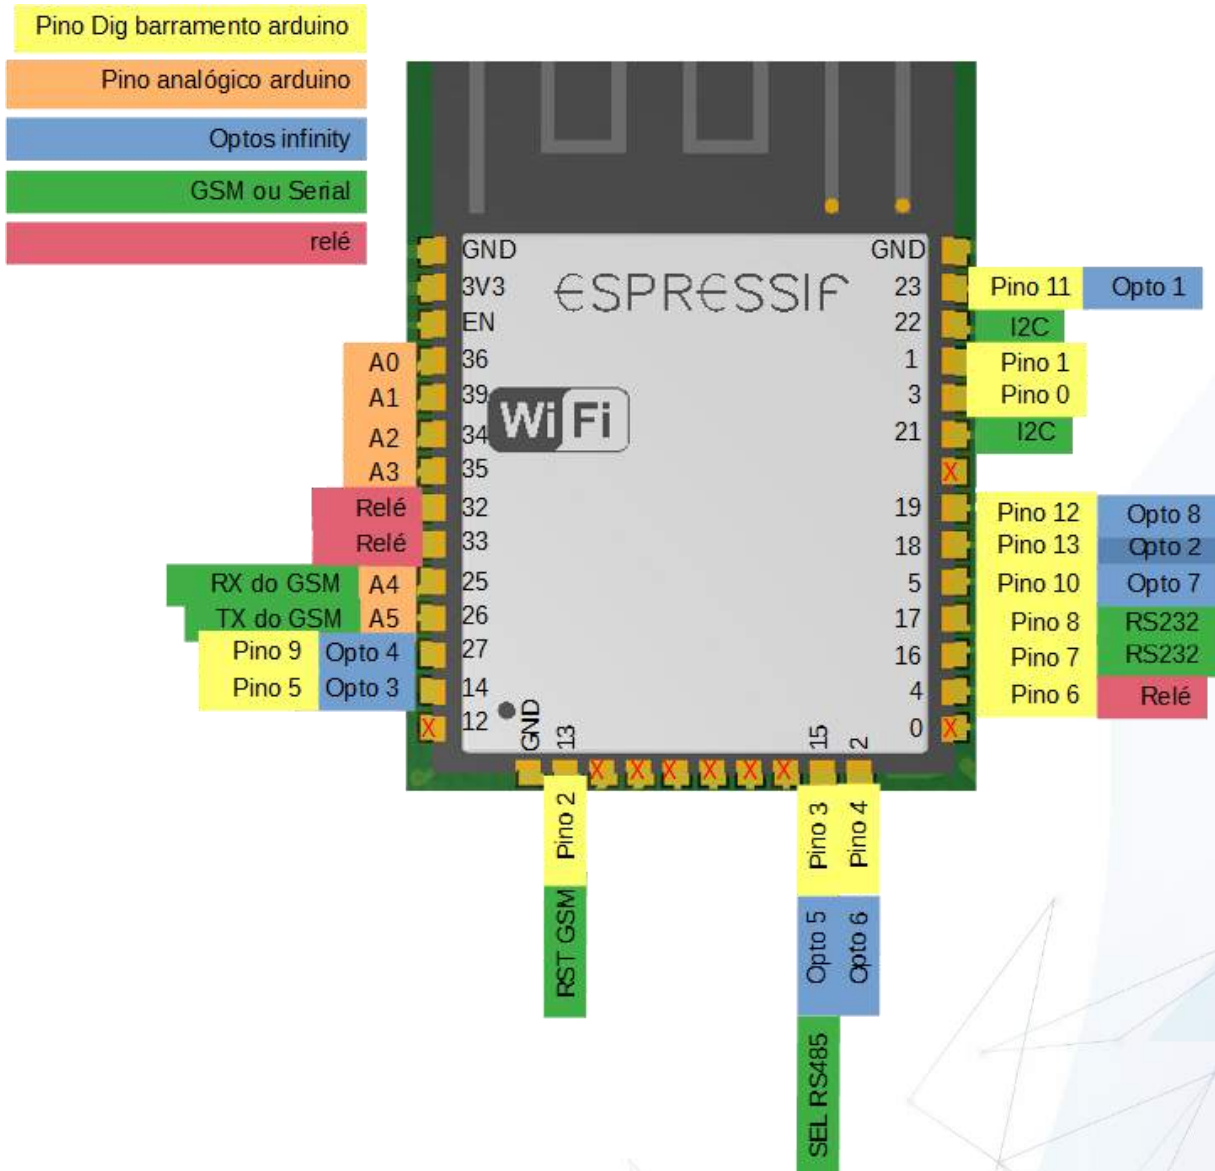 Pino Dig barramento arduino
Pino analógico arduino
Optos infinity
GSM ou Serial
relé
GND GND
3V3 ESPRESSIF 23 Pino 11 Opto 1
EN 22 I2C
A0 36 1 Pino 1
A1 39 WiFi 3 Pino 0
A2 34 21 I2C
A3 35 X
Relé 32 19 Pino 12 Opto 8
Relé 33 18 Pino 13 Opto 2
RX do GSM A4 25 5 Pino 10 Opto 7
TX do GSM A5 26 17 Pino 8 RS232
Pino 9 Opto 4 27 16 Pino 7 RS232
Pino 5 Opto 3 14 4 Pino 6 Relé
X 12 0 X
GND 13 X X X X X X 15 2
Pino 2 Pino 3 Pino 4
RST GSM Opto 5 Opto 6
SEL RS485